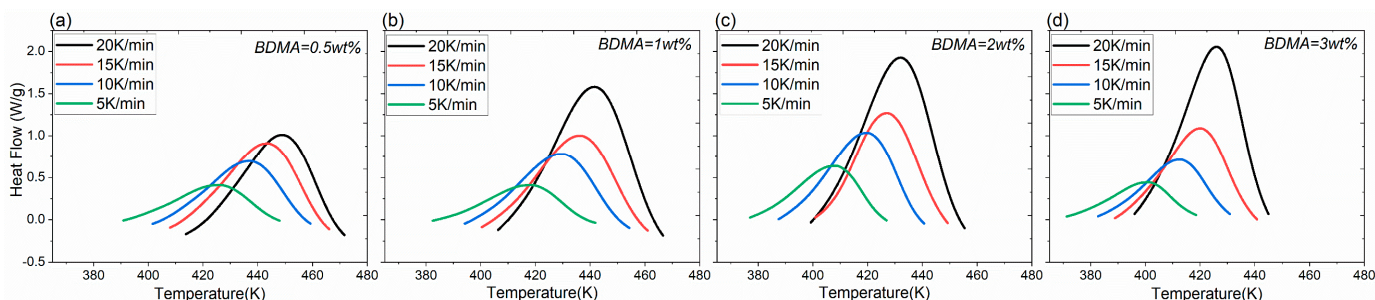 (a)
BDMA=0.5wt%
20K/min
15K/min
10K/min
5K/min
2.0
1.5
1.0
0.5
0.0
-0.5
Heat Flow (W/g)
380 400 420 440 460 480
Temperature(K)
(b)
BDMA=1wt%
20K/min
15K/min
10K/min
5K/min
380 400 420 440 460 480
Temperature(K)
(c)
BDMA=2wt%
20K/min
15K/min
10K/min
5K/min
380 400 420 440 460 480
Temperature(K)
(d)
BDMA=3wt%
20K/min
15K/min
10K/min
5K/min
380 400 420 440 460 480
Temperature(K)